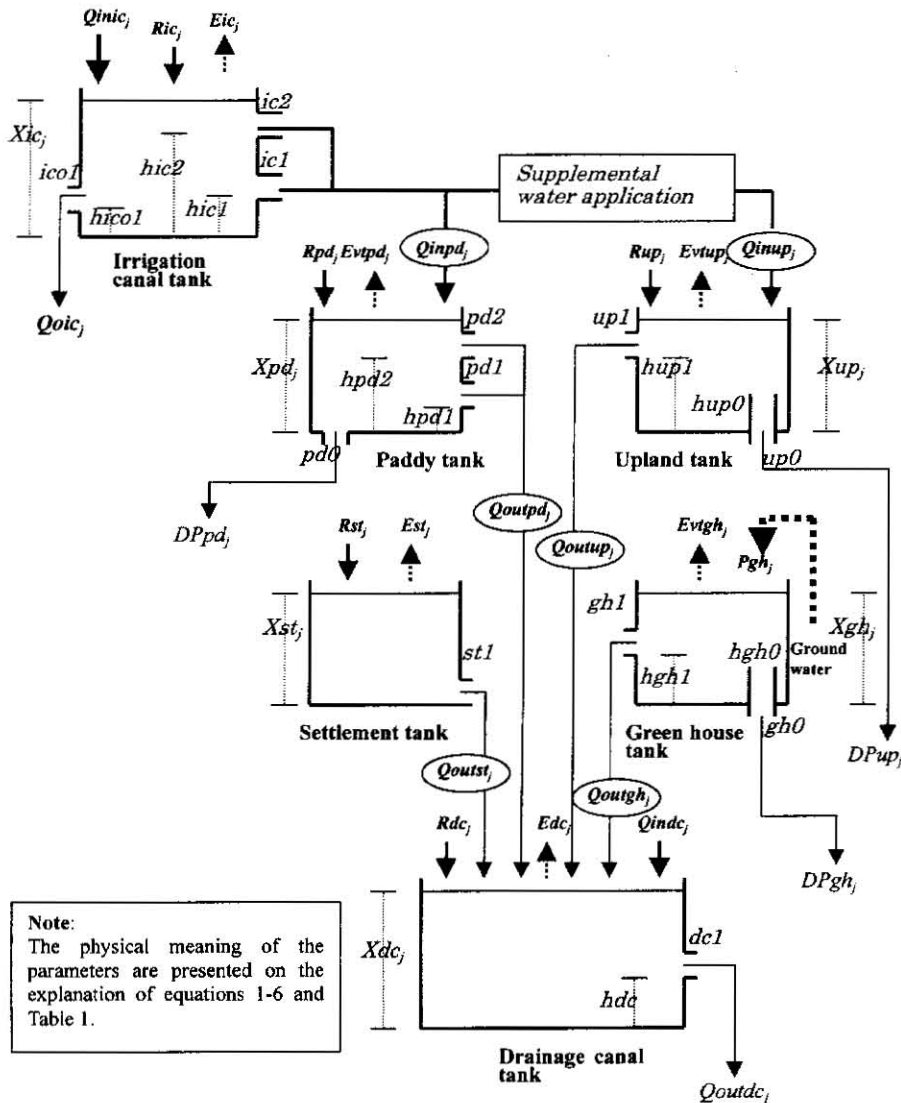 Qinic_j
Ric_j
Eic_j
Xic_j
ico1
hico1
hic2
hic1
ic2
ic1
Irrigation
canal tank
Qoic_j
Supplemental
water application
Rpd_j
Evtpd_j
Qinpd_j
Rup_j
Evtup_j
Qinup_j
Xpd_j
hpd2
hpd1
pd2
pd1
pd0
Paddy tank
DPpd_j
up1
hup1
hup0
Xup_j
Upland tank
up0
Qoutpd_j
Qoutup_j
Rst_j
Est_j
Xst_j
st1
Settlement tank
Evtgh_j
Pgh_j
gh1
hgh1
hgh0
Ground
water
Xgh_j
Green house
tank
gh0
DPup_j
Qoutst_j
Qoutgh_j
Rdc_j
Edc_j
Qindc_j
DPgh_j
Xdc_j
hdc
dc1
Drainage canal
tank
Qoutdc_j
Note:
The physical meaning of the
parameters are presented on the
explanation of equations 1-6 and
Table 1.